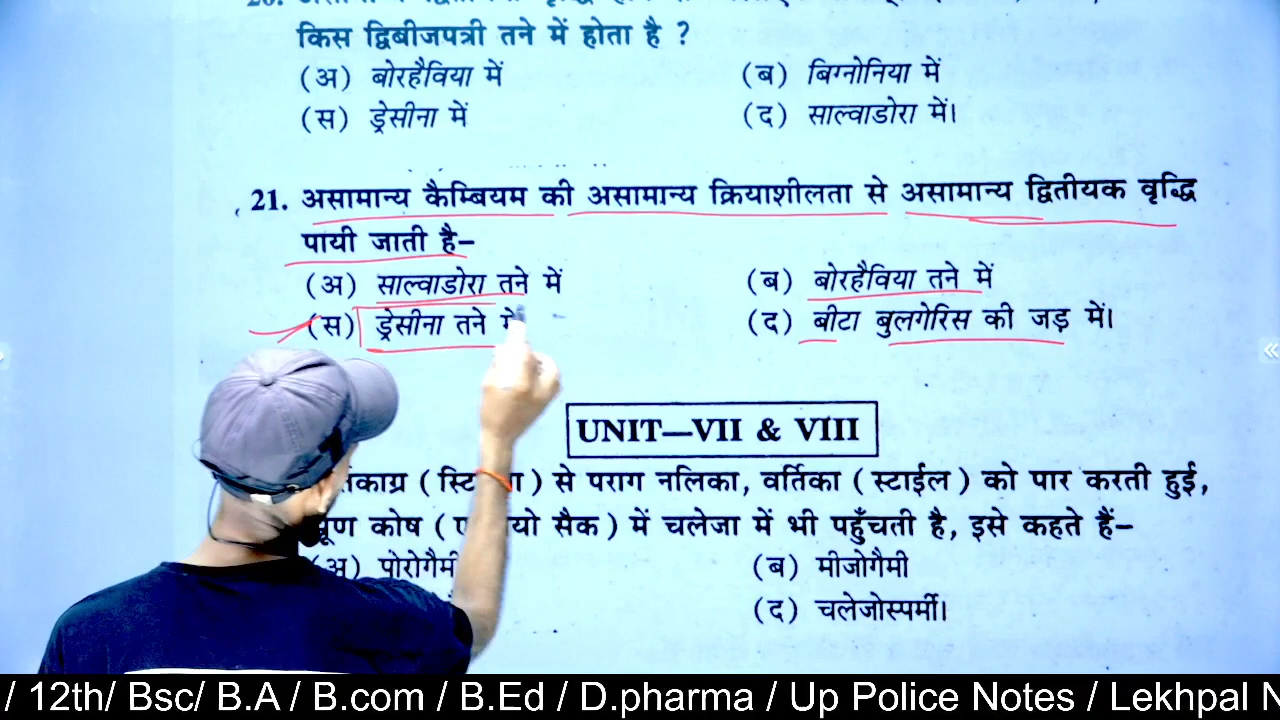 किस द्विबीजपत्री तने में होता है ?
(अ) बोरहैविया में (ब) बिग्नोनिया में
(स) ड्रेसीना में (द) साल्वाडोरा में।
21. असामान्य कैम्बियम की असामान्य क्रियाशीलता से असामान्य द्वितीयक वृद्धि
पायी जाती है–
(अ) साल्वाडोरा तने में (ब) बोरहैविया तने में
(स) ड्रेसीना तने में (द) बीटा बुलगेरिस की जड़ में।
UNIT—VII & VIII
से पराग नलिका, वर्तिका (स्टाईल) को पार करती हुई,
कोष ( सैक) में चलेजा में भी पहुँचती है, इसे कहते हैं–
(अ) पोरोगैमी (ब) मीजोगैमी
(द) चलेजोस्पर्मी।
/ 12th/ Bsc/ B.A / B.com / B.Ed / D.pharma / Up Police Notes / Lekhpal N